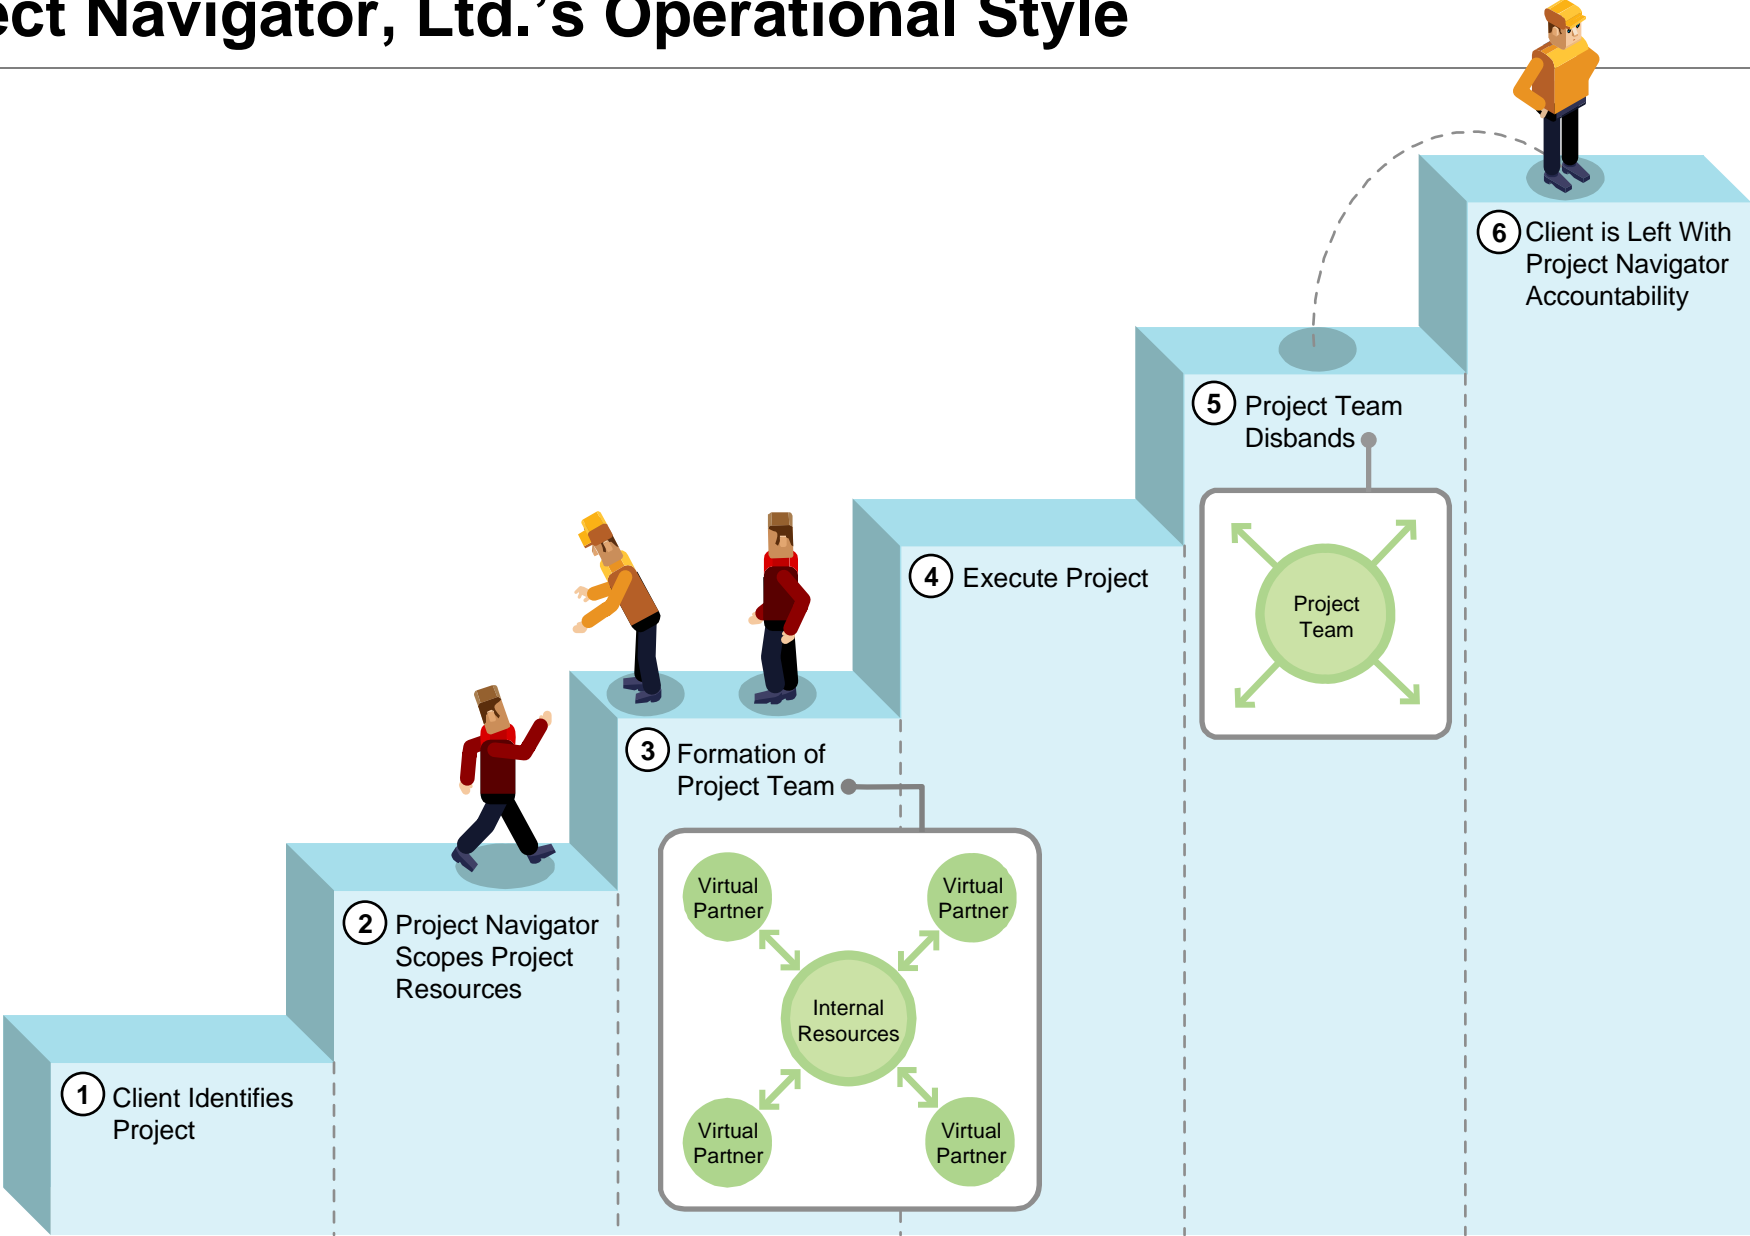 ect Navigator, Ltd.'s Operational Style
6 Client is Left With
Project Navigator
Accountability
5 Project Team
Disbands
Project
Team
4 Execute Project
3 Formation of
Project Team
Virtual
Partner
Virtual
Partner
Internal
Resources
Virtual
Partner
Virtual
Partner
2 Project Navigator
Scopes Project
Resources
1 Client Identifies
Project